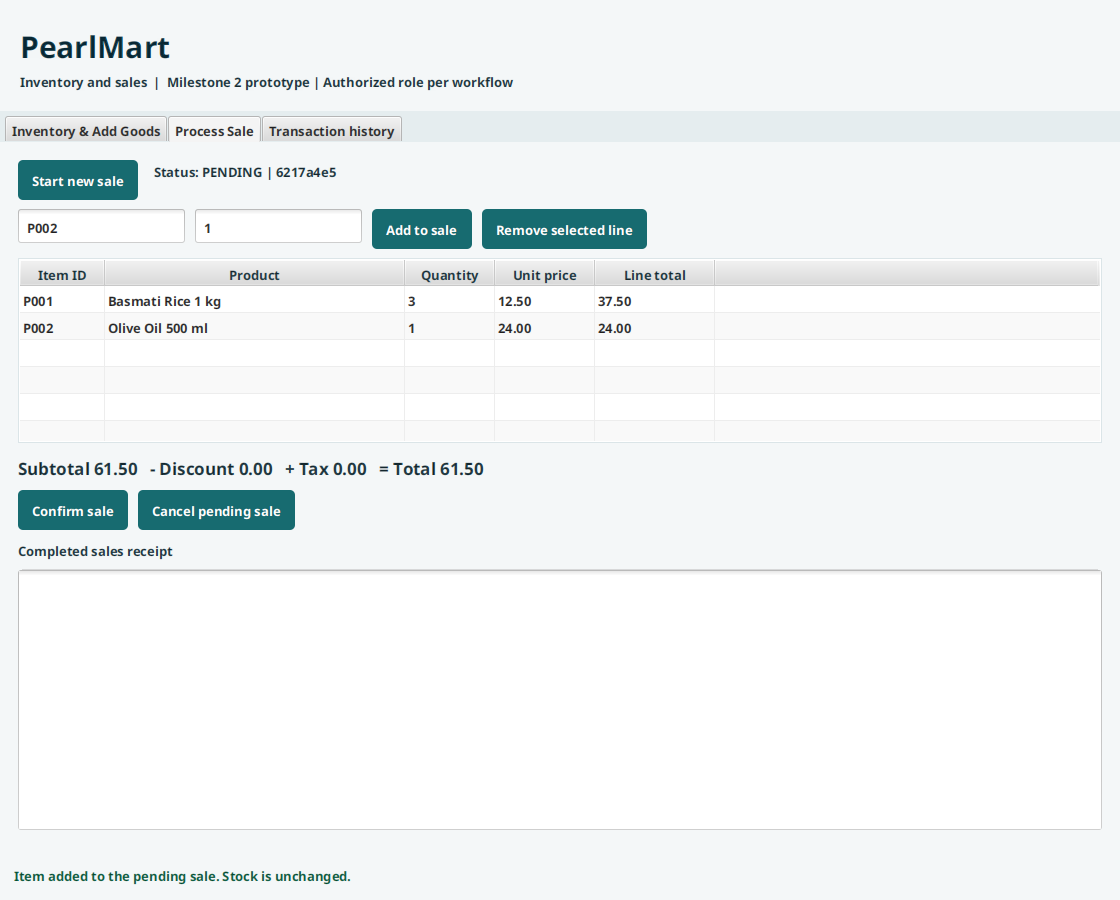 PearlMart
Inventory and sales | Milestone 2 prototype | Authorized role per workflow
Inventory & Add Goods Process Sale Transaction history
Start new sale Status: PENDING | 6217a4e5
P002 1 Add to sale Remove selected line
Item ID Product Quantity Unit price Line total
P001 Basmati Rice 1 kg 3 12.50 37.50
P002 Olive Oil 500 ml 1 24.00 24.00
Subtotal 61.50 - Discount 0.00 + Tax 0.00 = Total 61.50
Confirm sale Cancel pending sale
Completed sales receipt
Item added to the pending sale. Stock is unchanged.